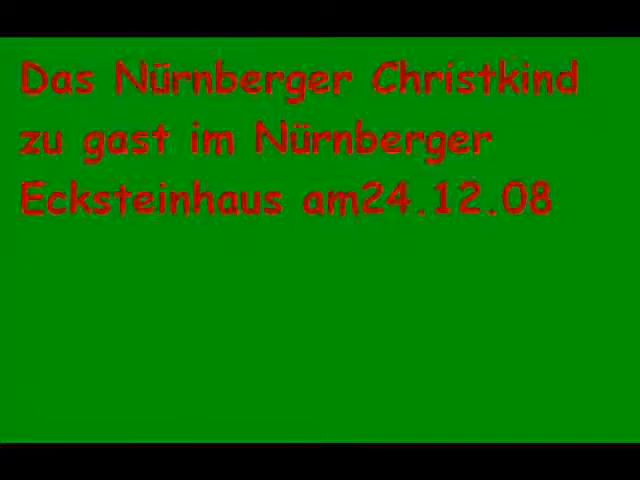 Das Nürnberger Christkind
zu gast im Nürnberger
Ecksteinhaus am24.12.08